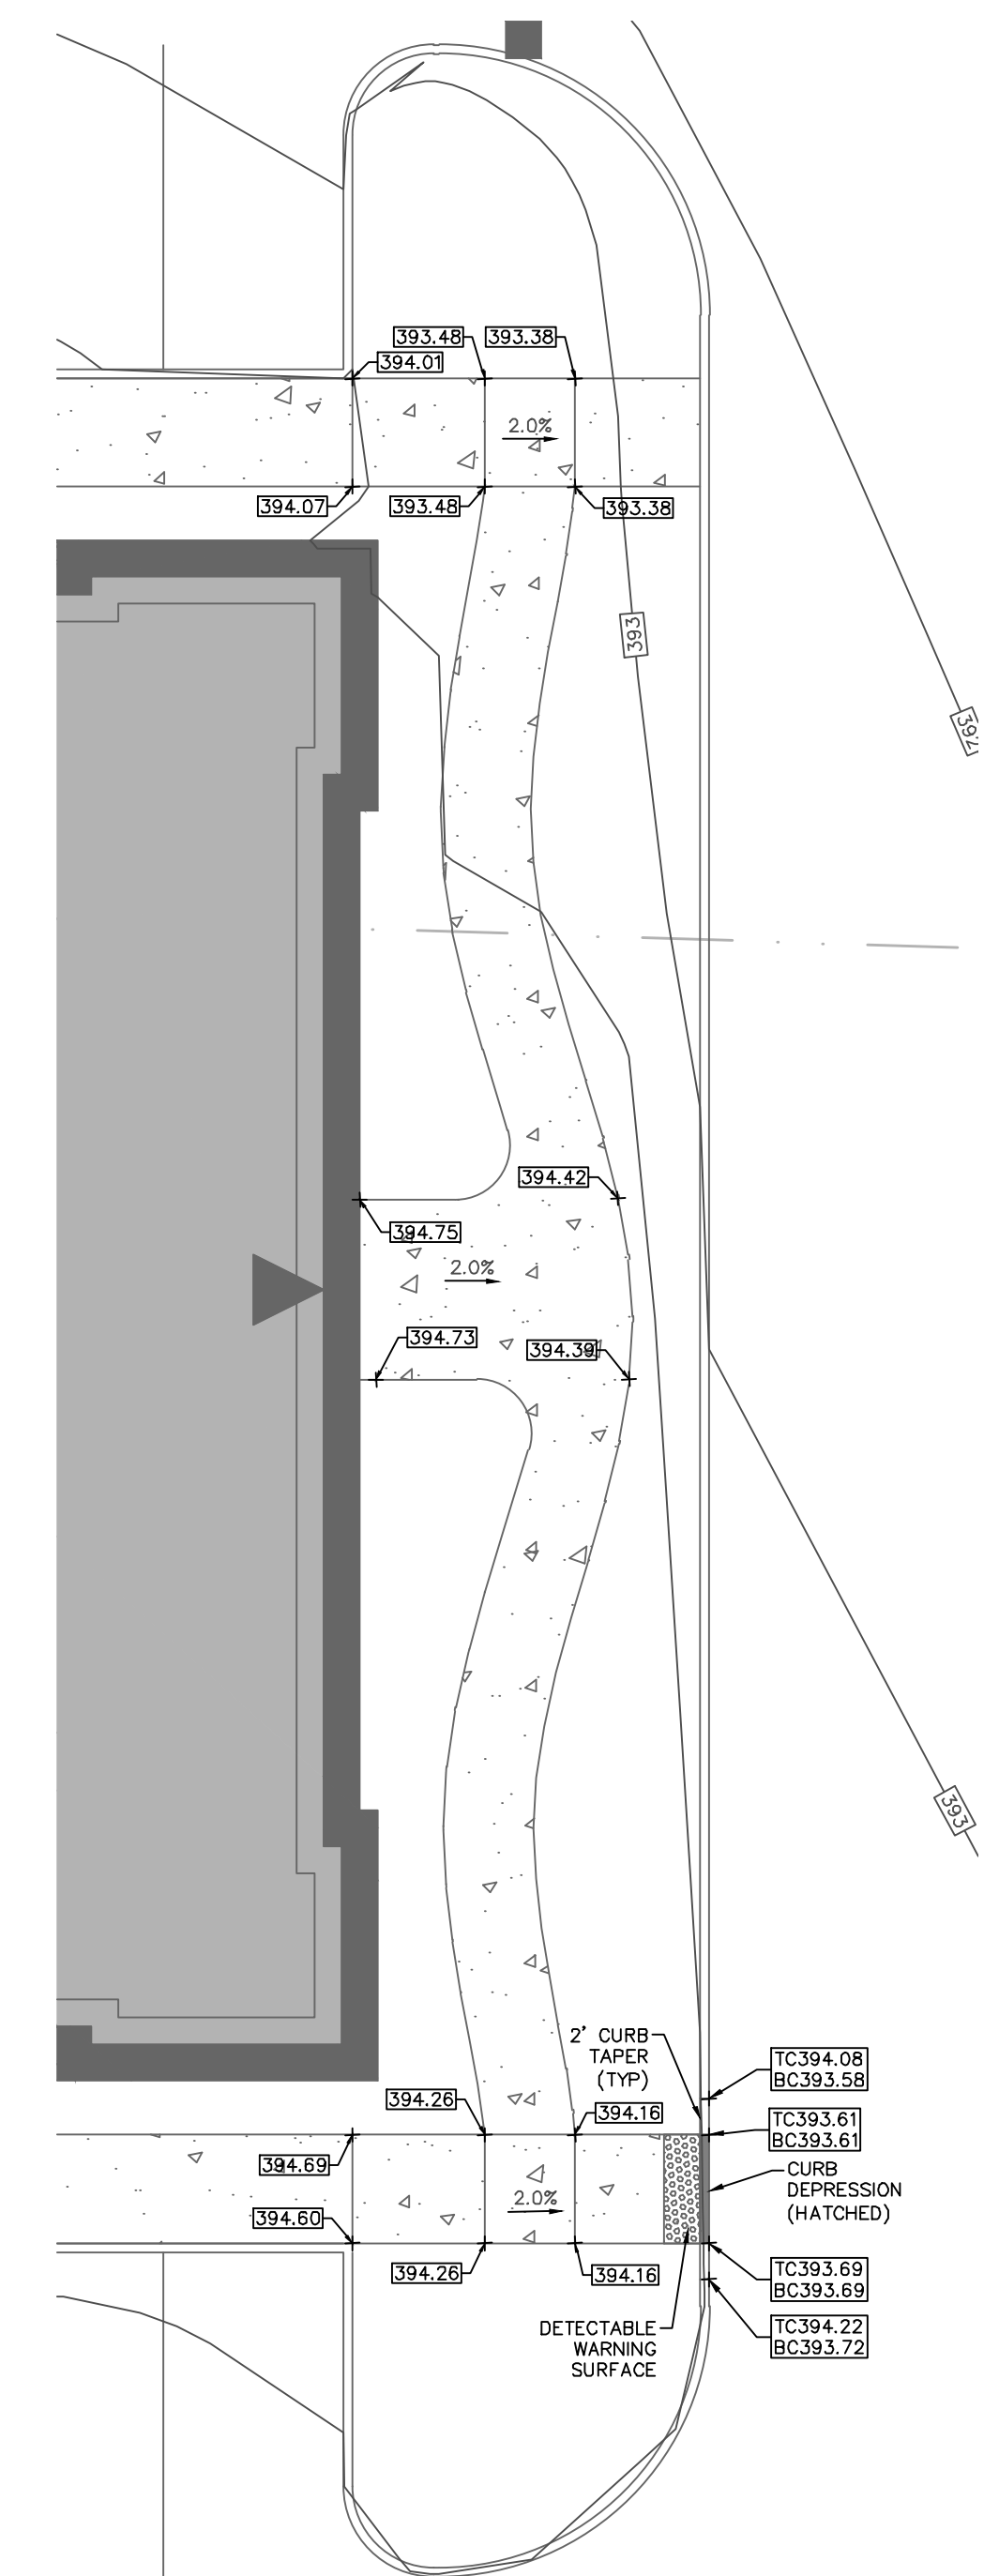 393.48
393.38
394.01
2.0%
394.07
393.48
393.38
393
392
394.42
394.75
2.0%
394.73
394.39
393
2' CURB
TAPER
(TYP)
TC394.08
BC393.58
394.26
394.16
TC393.61
BC393.61
394.69
CURB
DEPRESSION
(HATCHED)
2.0%
394.60
394.26
394.16
TC393.69
BC393.69
DETECTABLE
WARNING
SURFACE
TC394.22
BC393.72